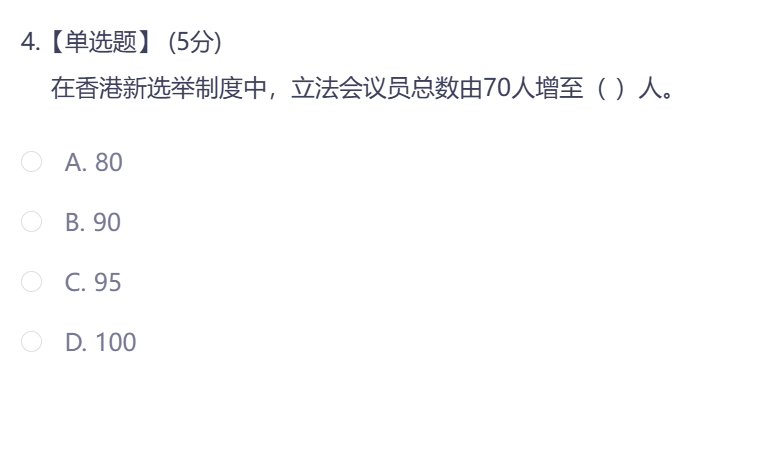 4.【单选题】 (5分)
在香港新选举制度中，立法会议员总数由70人增至（ ）人。
A. 80
B. 90
C. 95
D. 100